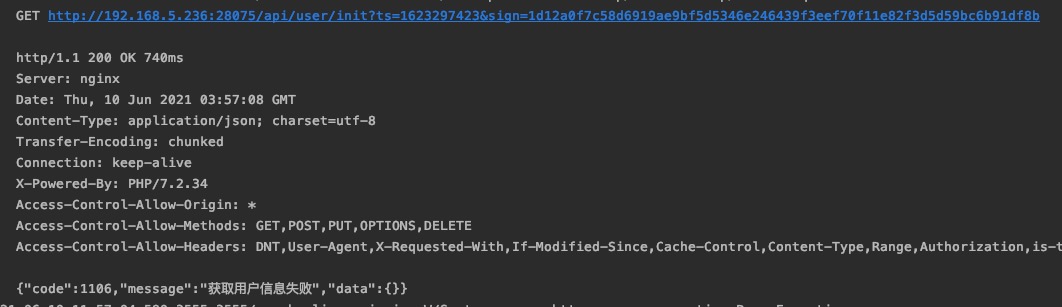 GET http://192.168.5.236:28075/api/user/init?ts=1623297423&sign=1d12a0f7c58d6919ae9bf5d5346e246439f3eef70f11e82f3d5d59bc6b91df8b
http/1.1 200 OK 740ms
Server: nginx
Date: Thu, 10 Jun 2021 03:57:08 GMT
Content-Type: application/json; charset=utf-8
Transfer-Encoding: chunked
Connection: keep-alive
X-Powered-By: PHP/7.2.34
Access-Control-Allow-Origin: *
Access-Control-Allow-Methods: GET,POST,PUT,OPTIONS,DELETE
Access-Control-Allow-Headers: DNT,User-Agent,X-Requested-With,If-Modified-Since,Cache-Control,Content-Type,Range,Authorization,is-t
{"code":1106,"message":"获取用户信息失败","data":{}}